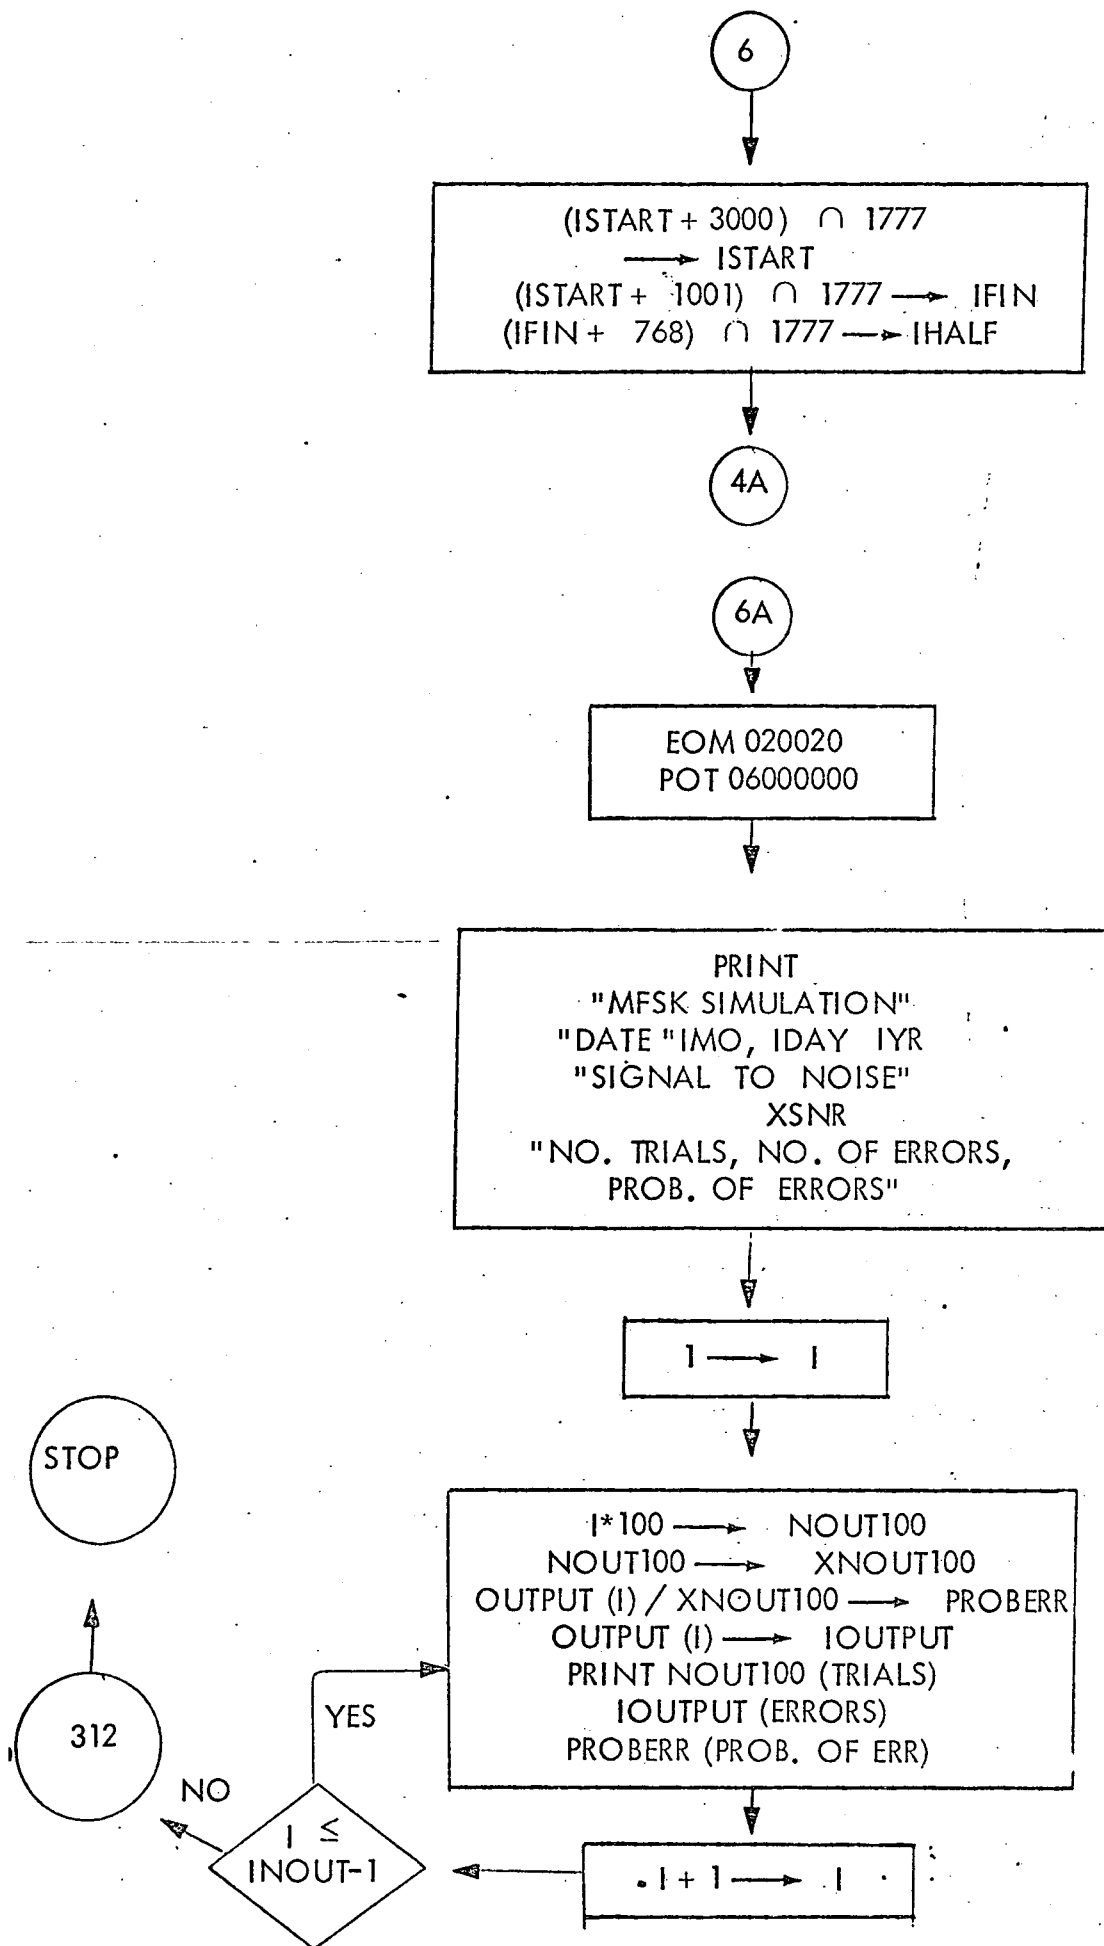 6
(ISTART + 3000) ∩ 1777
⟶ ISTART
(ISTART + 1001) ∩ 1777 ⟶ IFIN
(IFIN + 768) ∩ 1777 ⟶ IHALF
4A
6A
EOM 020020
POT 06000000
PRINT
"MFSK SIMULATION"
"DATE "IMO, IDAY IYR
"SIGNAL TO NOISE"
XSNR
"NO. TRIALS, NO. OF ERRORS,
PROB. OF ERRORS"
1 ⟶ I
I*100 ⟶ NOUT100
NOUT100 ⟶ XNOUT100
OUTPUT (I) / XNOUT100 ⟶ PROBERR
OUTPUT (I) ⟶ IOUTPUT
PRINT NOUT100 (TRIALS)
IOUTPUT (ERRORS)
PROBERR (PROB. OF ERR)
I + 1 ⟶ I
I ≤
INOUT-1
YES
NO
312
STOP